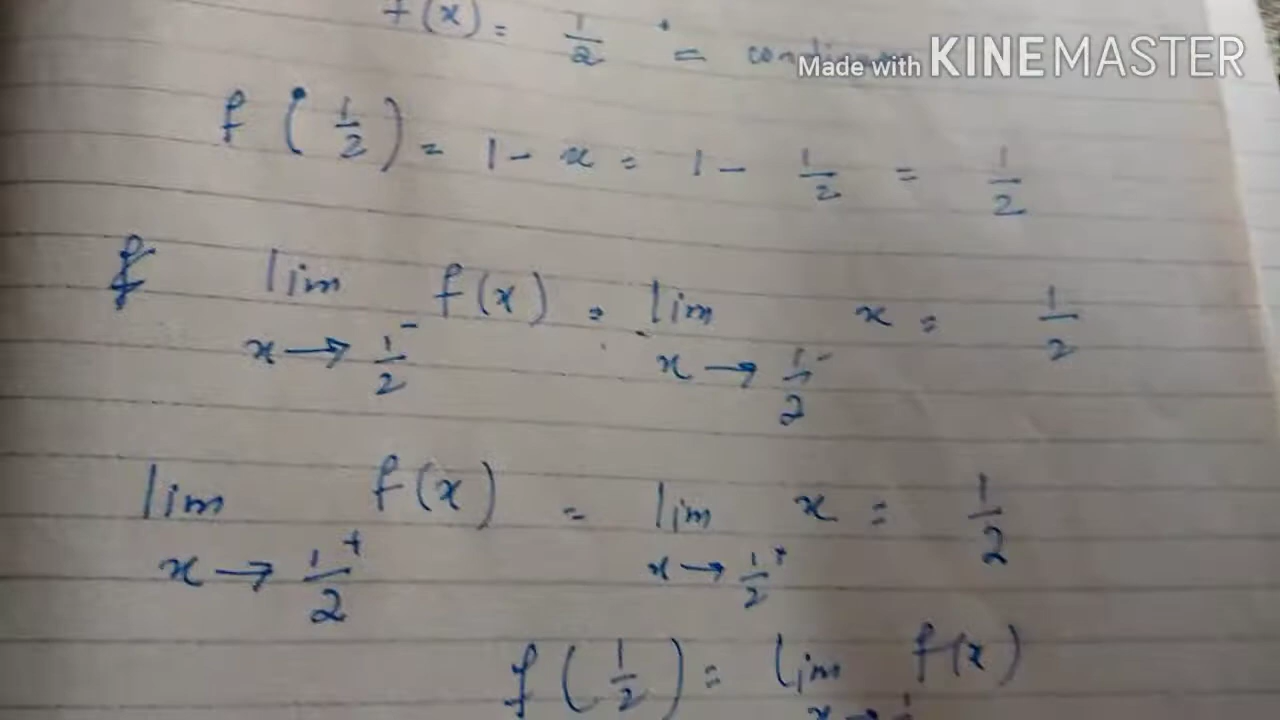 f(x) = 1/2 =
Made with KINEMASTER
f (1/2) = 1 - x = 1 - 1/2 = 1/2
f lim f(x) = lim x = 1/2
x → 1/2⁻ x → 1/2⁻
lim f(x) = lim x = 1/2
x → 1/2⁺ x → 1/2⁺
f (1/2) = lim f(x)
x →